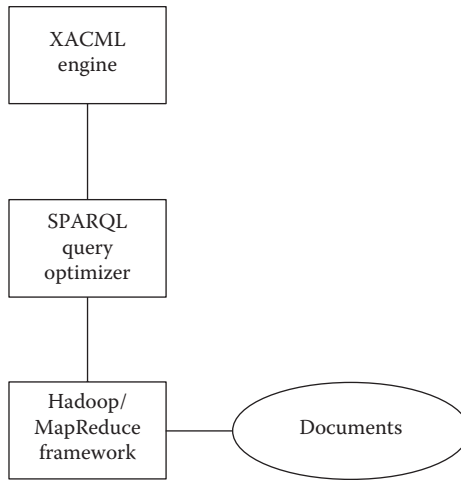 XACML
engine
SPARQL
query
optimizer
Hadoop/
MapReduce
framework
Documents